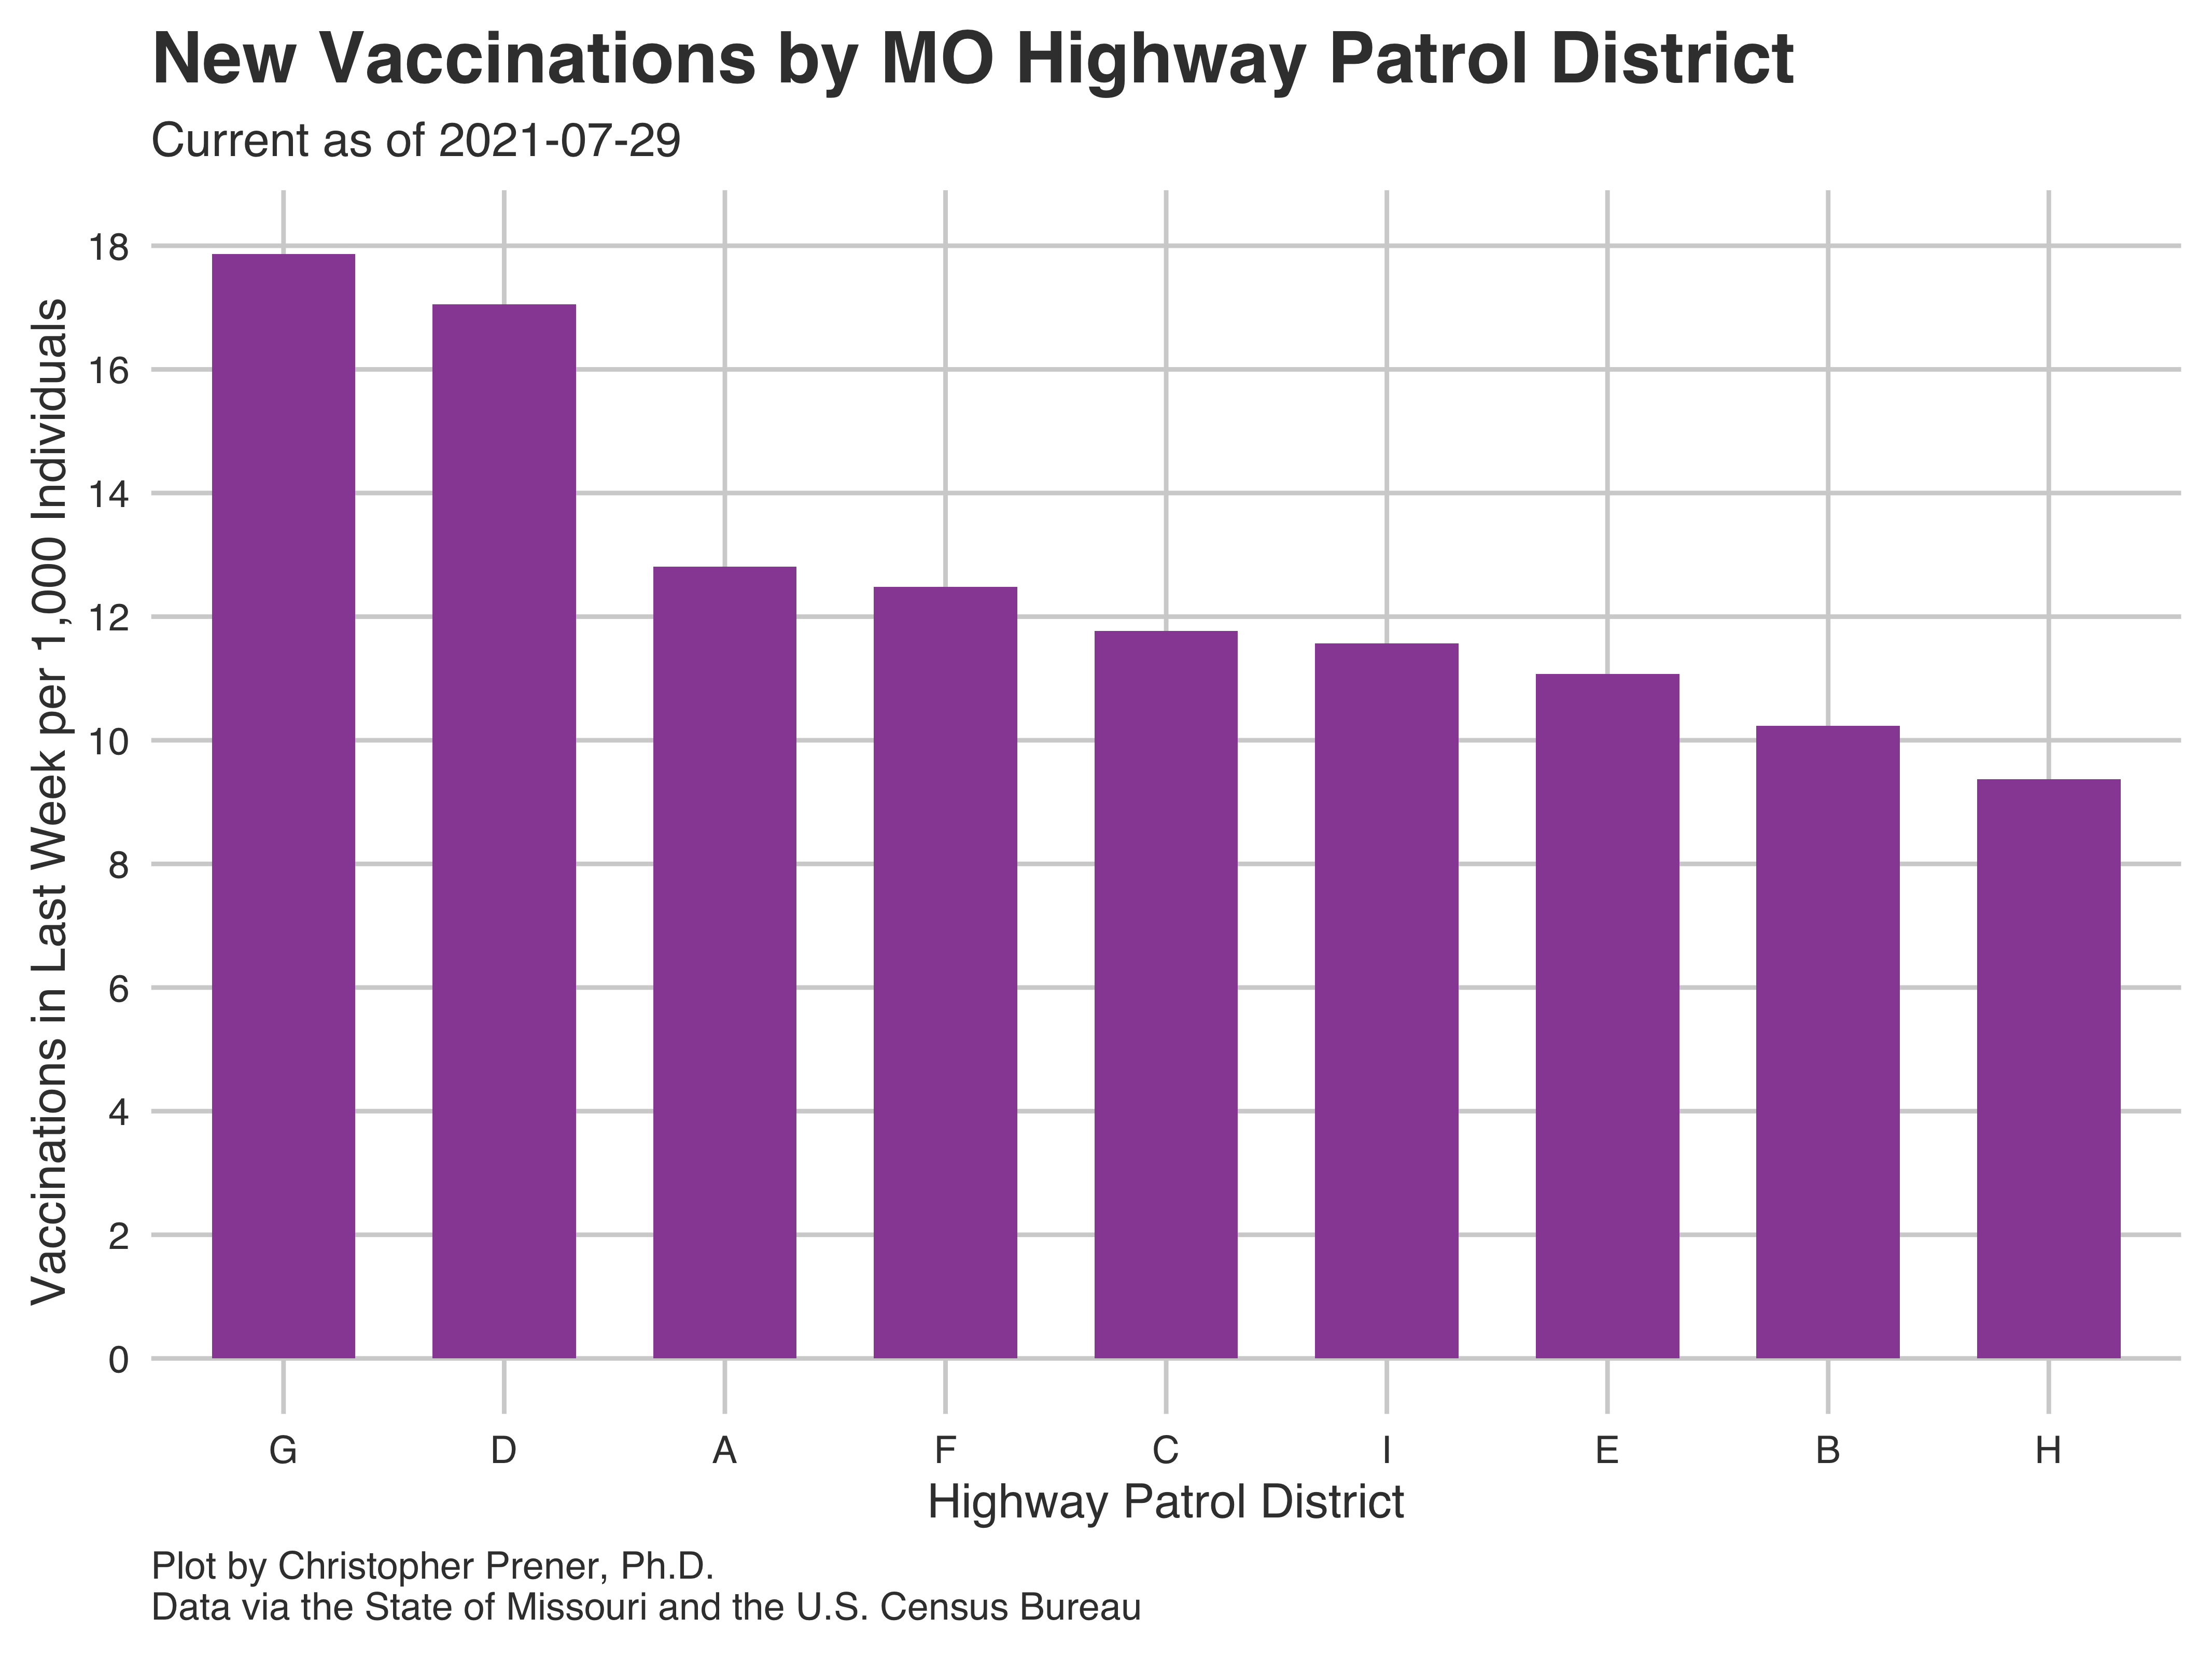 New Vaccinations by MO Highway Patrol District
Current as of 2021-07-29
Vaccinations in Last Week per 1,000 Individuals
18
16
14
12
10
8
6
4
2
0
G D A F C I E B H
Highway Patrol District
Plot by Christopher Prener, Ph.D.
Data via the State of Missouri and the U.S. Census Bureau